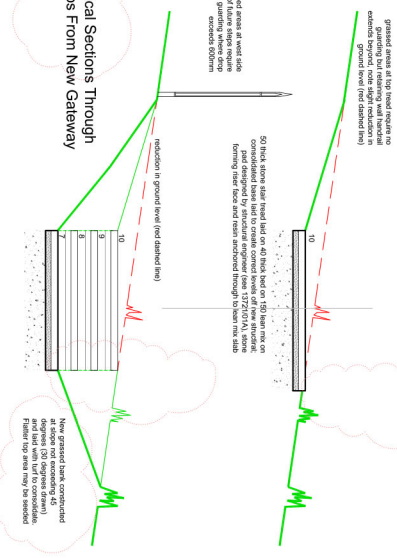 grassed areas at top tread require no
guarding but retaining wall handrail
extends beyond, note slight reduction in
ground level (red dashed line)
10
50 thick stone stair tread laid on 40 thick bed on 150 lean mix on
consolidated base laid to create correct levels off new structural
pad designed by structural engineer (see 13721/01A), stone
forming riser face and resin anchored through to lean mix slab
ed areas at west side
of future steps require
guarding where drop
exceeds 600mm
reduction in ground level (red dashed line)
10
9
8
7
New grassed bank constructed
at slops not exceeding 45
degrees (30 degrees drawn)
and laid with turf to consolidate.
Flatter top area may be seeded
cal Sections Through
s From New Gateway